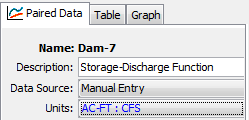 Paired Data Table Graph
Name: Dam-7
Description: Storage-Discharge Function
Data Source: Manual Entry
Units: AC-FT : CFS